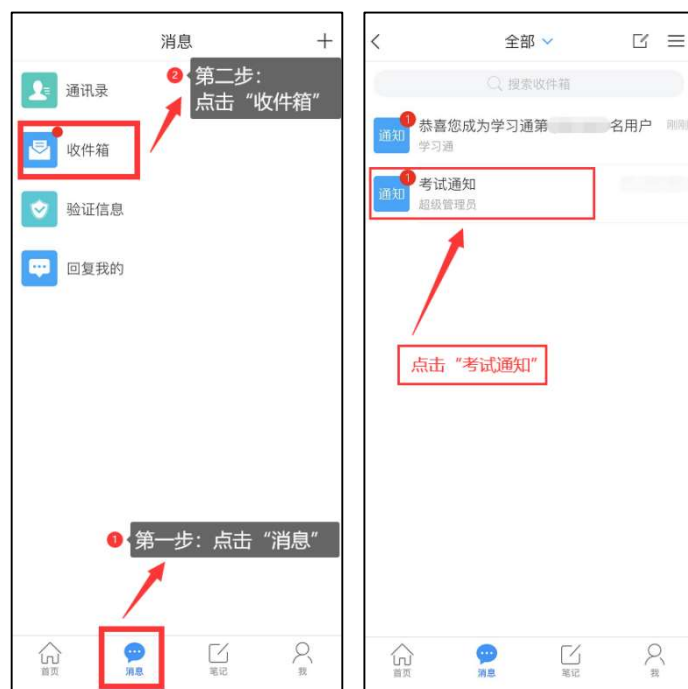 消息
通讯录
收件箱
验证信息
回复我的
2 第二步：
点击“收件箱”
1 第一步：点击“消息”
首页
消息
笔记
我
全部
搜索收件箱
通知
1
恭喜您成为学习通第
名用户
学习通
通知
1
考试通知
超级管理员
点击“考试通知”
首页
消息
笔记
我